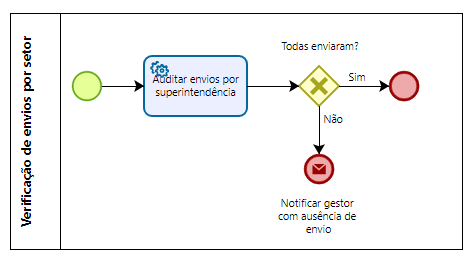 Verificação de envios por setor
Auditar envios por
superintendência
Todas enviaram?
Sim
Não
Notificar gestor
com ausência de
envio